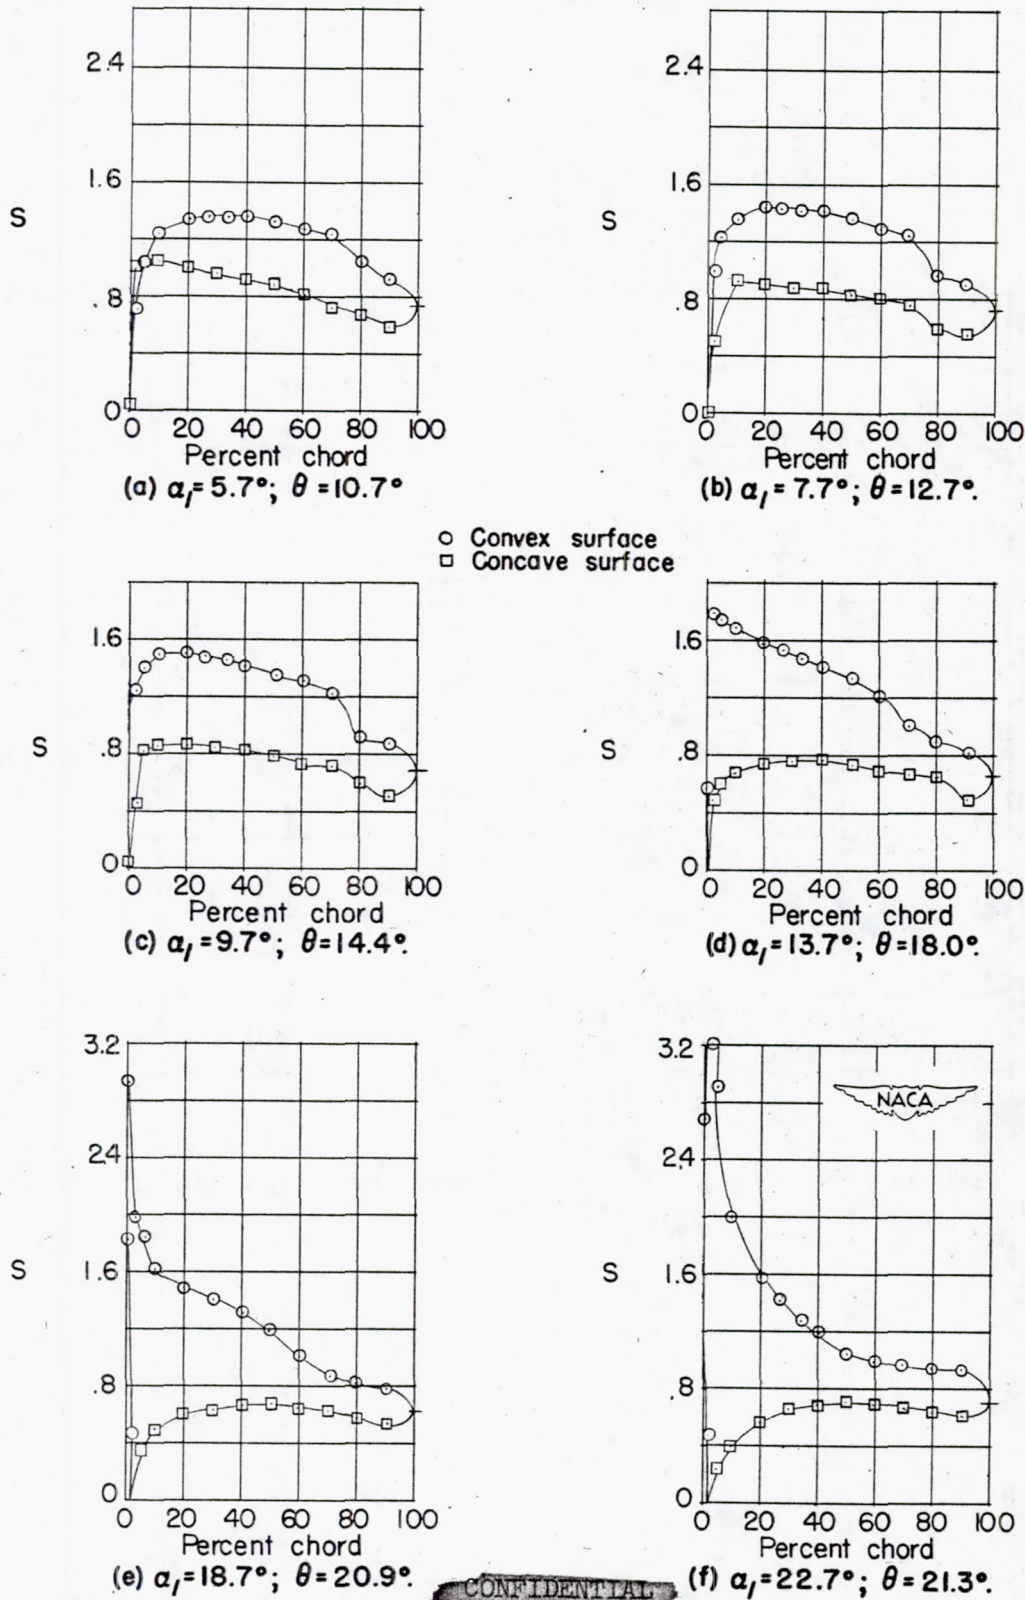 2.4
1.6
S
.8
0
0 20 40 60 80 100
Percent chord
(a) α₁=5.7°; θ=10.7°
2.4
1.6
S
.8
0
0 20 40 60 80 100
Percent chord
(b) α₁=7.7°; θ=12.7°.
Convex surface
Concave surface
1.6
S
.8
0
0 20 40 60 80 100
Percent chord
(c) α₁=9.7°; θ=14.4°.
1.6
S
.8
0
0 20 40 60 80 100
Percent chord
(d) α₁=13.7°; θ=18.0°.
3.2
2.4
S
1.6
.8
0
0 20 40 60 80 100
Percent chord
(e) α₁=18.7°; θ=20.9°.
3.2
NACA
2.4
S
1.6
.8
0
0 20 40 60 80 100
Percent chord
(f) α₁=22.7°; θ=21.3°.
CONFIDENTIAL